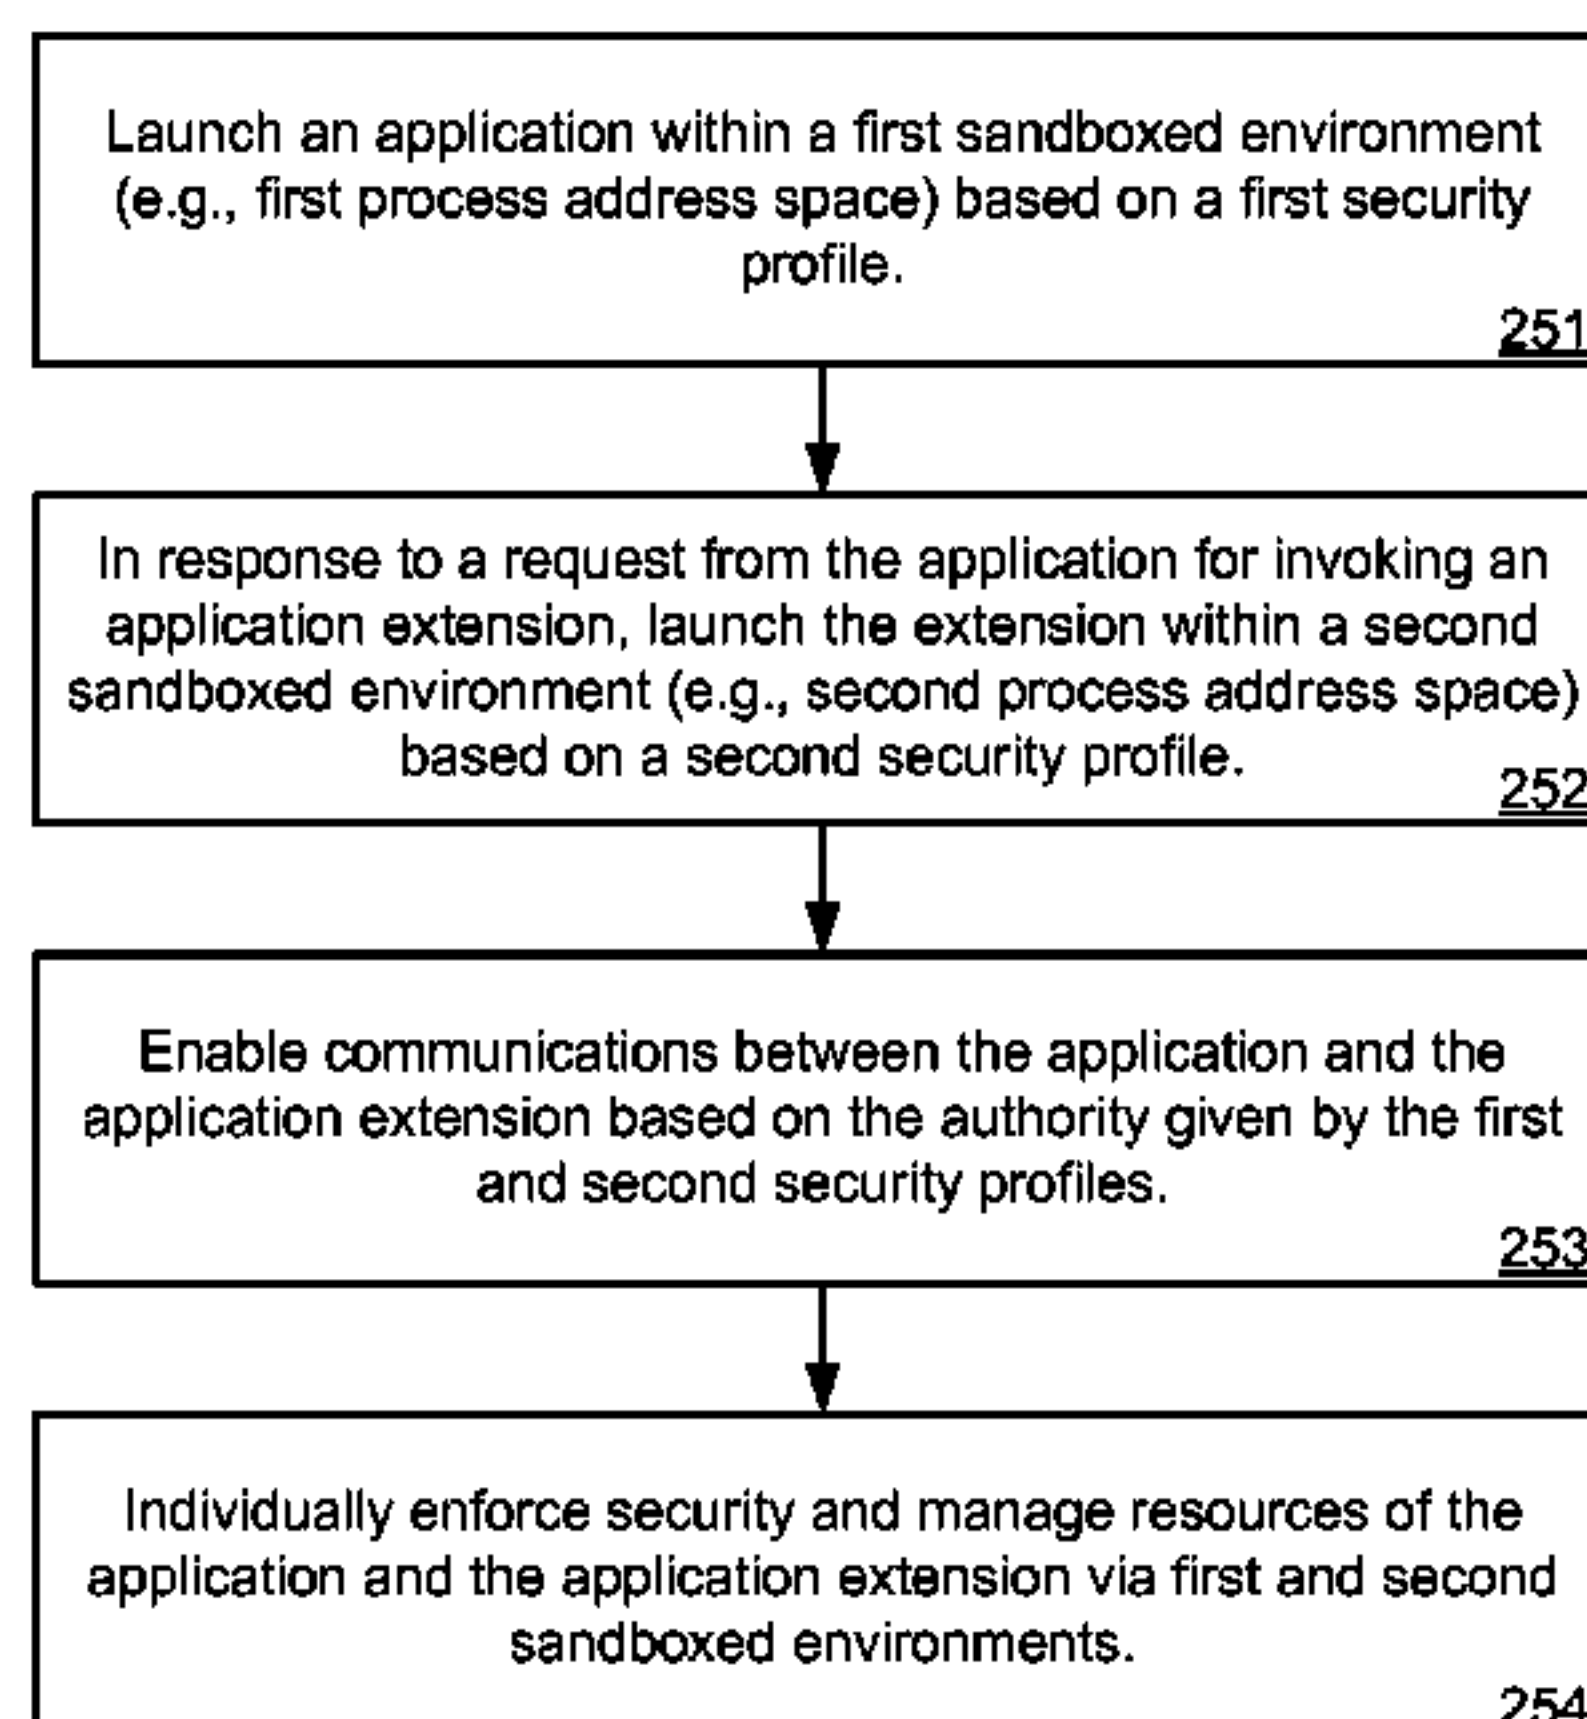 Launch an application within a first sandboxed environment
(e.g., first process address space) based on a first security
profile.
251
In response to a request from the application for invoking an
application extension, launch the extension within a second
sandboxed environment (e.g., second process address space)
based on a second security profile.
252
Enable communications between the application and the
application extension based on the authority given by the first
and second security profiles.
253
Individually enforce security and manage resources of the
application and the application extension via first and second
sandboxed environments.
254